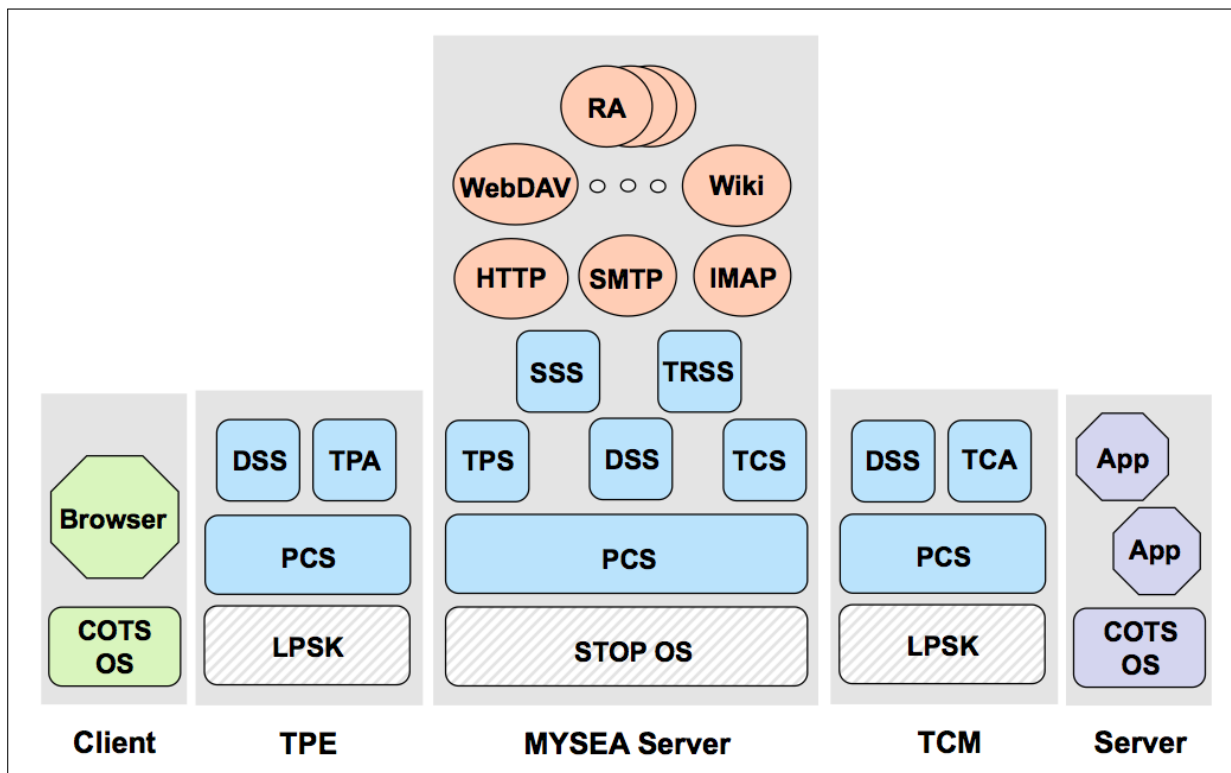 RA
WebDAV
Wiki
HTTP
SMTP
IMAP
SSS
TRSS
DSS
TPA
TPS
DSS
TCS
DSS
TCA
App
Browser
PCS
PCS
PCS
App
COTS
OS
LPSK
STOP OS
LPSK
COTS
OS
Client
TPE
MYSEA Server
TCM
Server